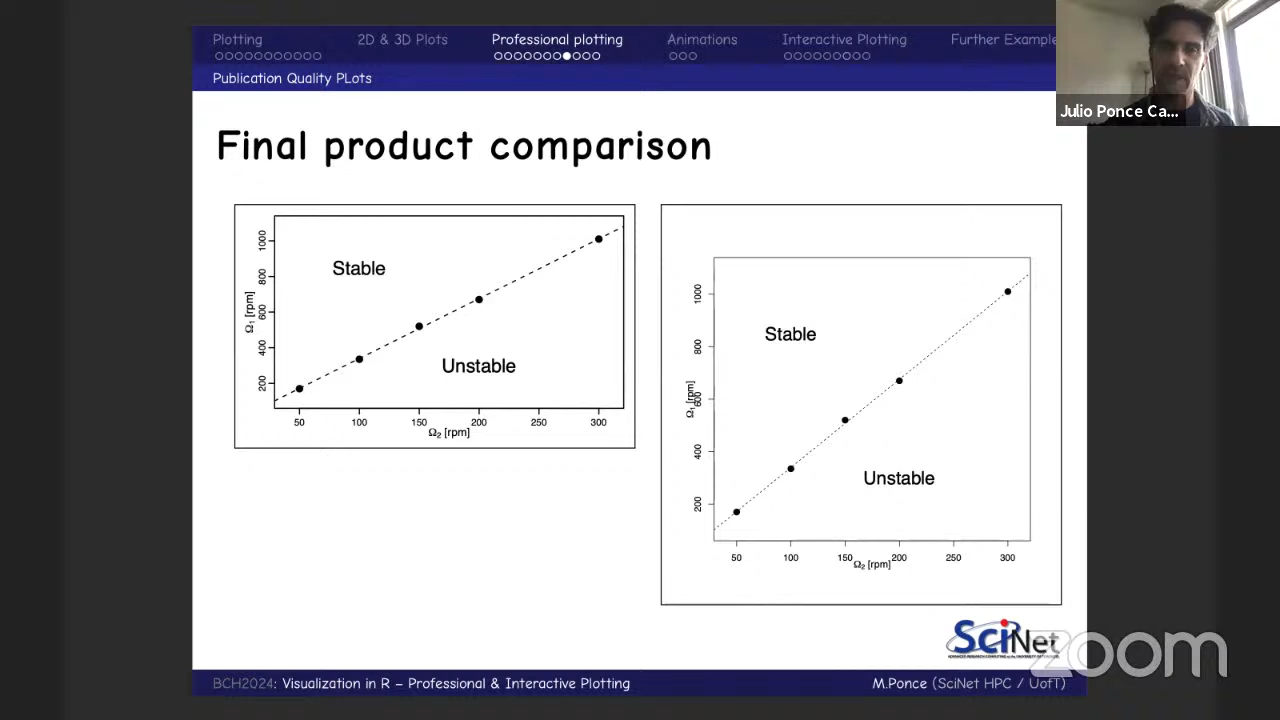 Plotting
2D & 3D Plots
Professional plotting
Animations
Interactive Plotting
Further Example
Publication Quality PLots
Julio Ponce Ca...
Final product comparison
1000
800
600
400
200
Ω1 [rpm]
Stable
Unstable
50 100 150 200 250 300
Ω2 [rpm]
1000
800
600
400
200
Ω1 [rpm]
Stable
Unstable
50 100 150 200 250 300
Ω2 [rpm]
SciNet
zoom
BCH2024: Visualization in R – Professional & Interactive Plotting
M.Ponce (SciNet HPC / UofT)